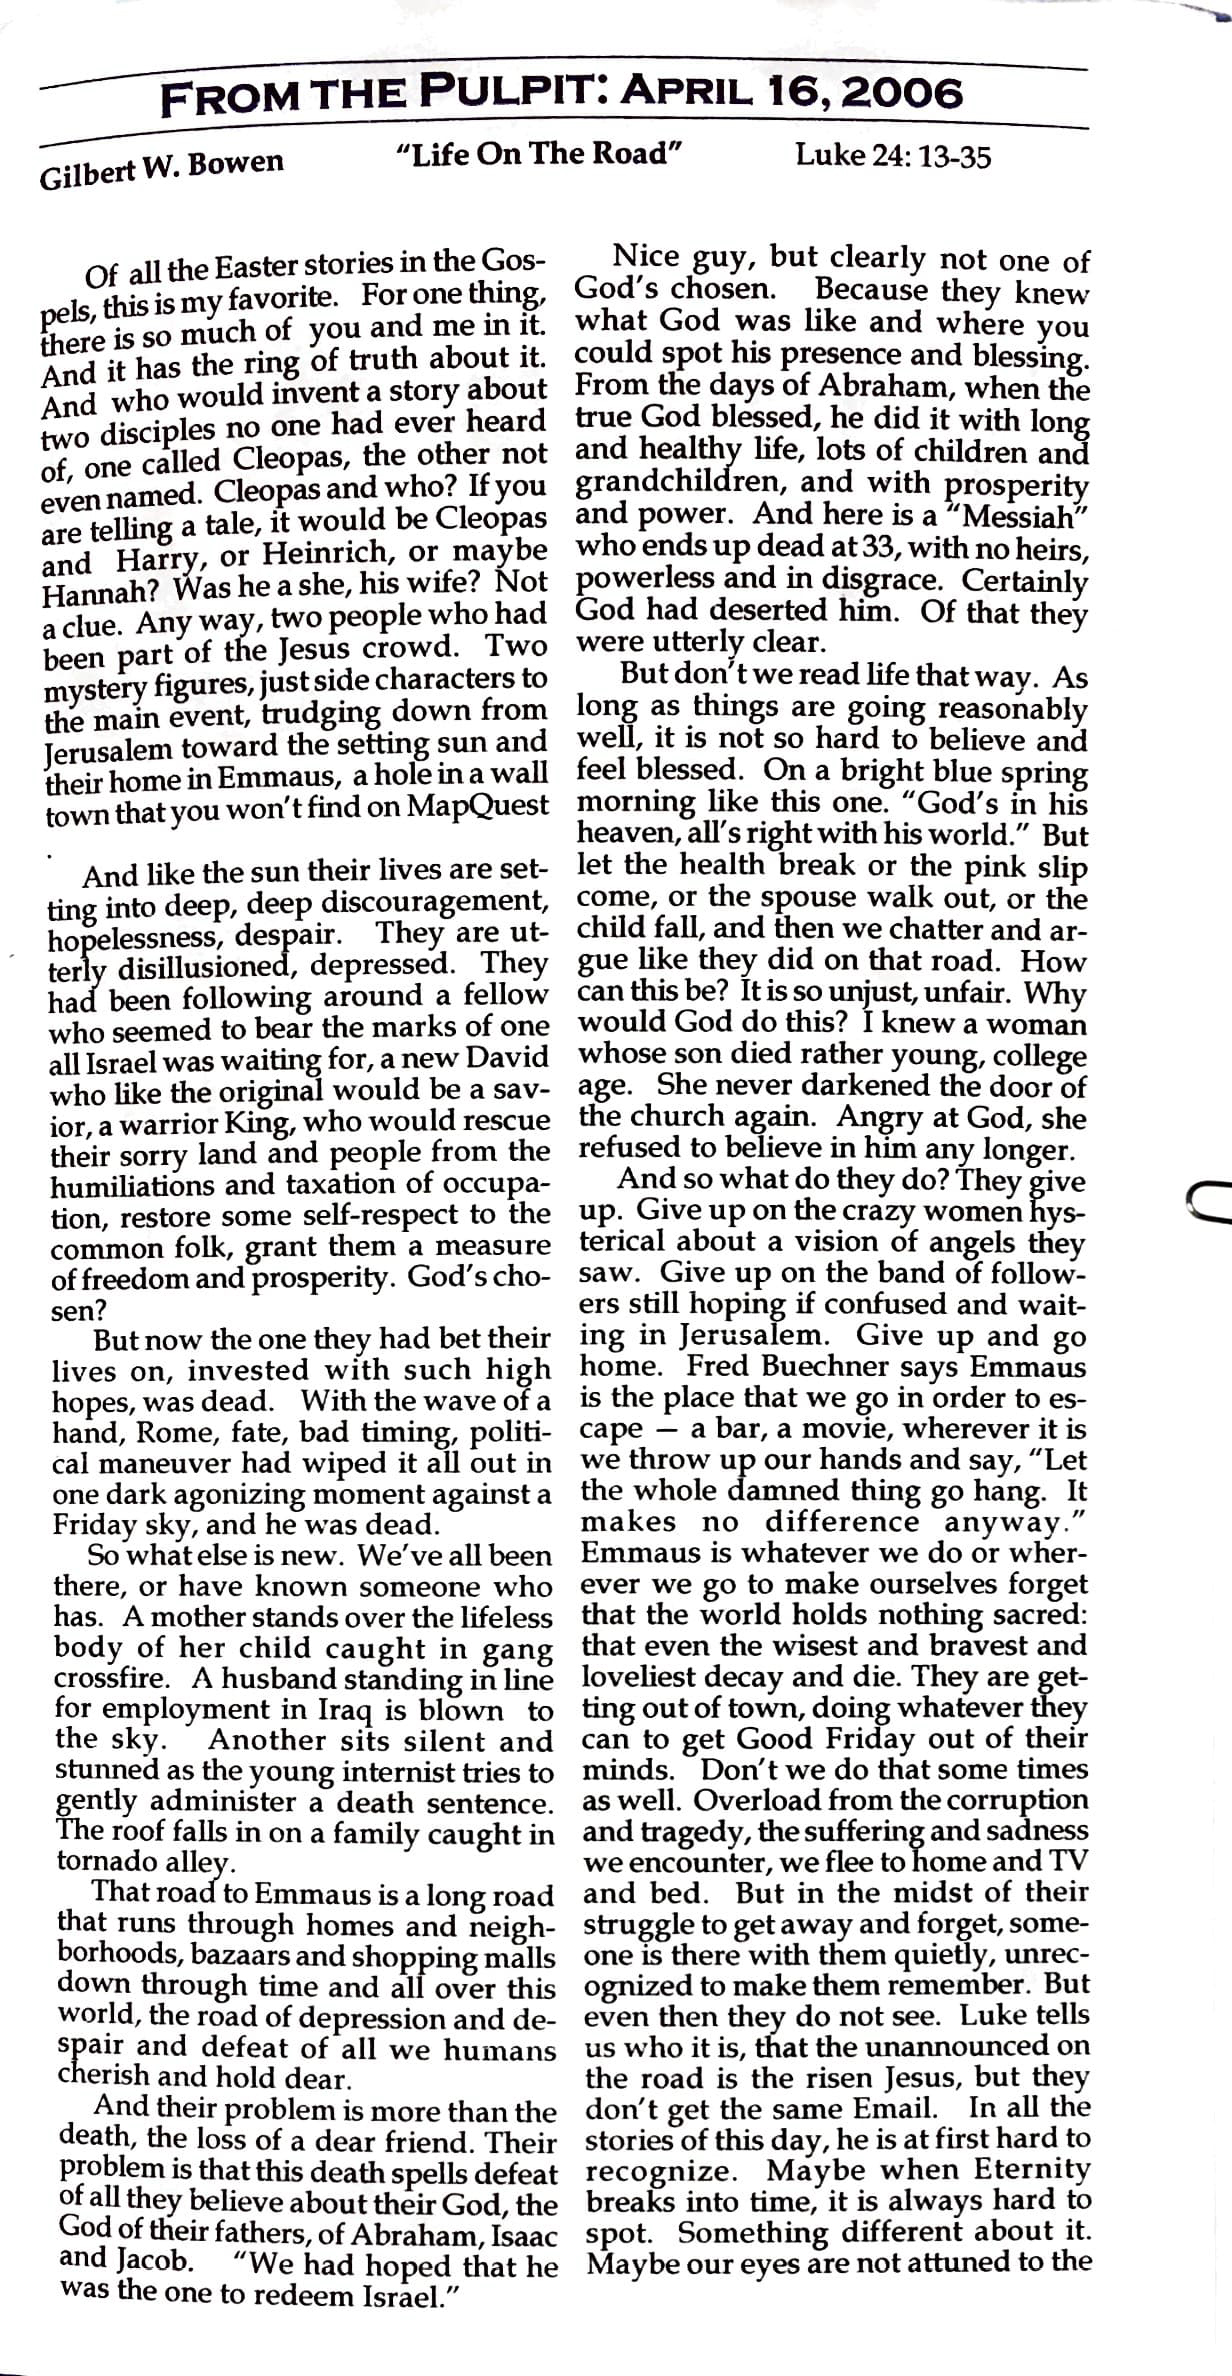 FROM THE PULPIT: APRIL 16, 2006
Gilbert W. Bowen "Life On The Road" Luke 24: 13-35
Of all the Easter stories in the Gos-
pels, this is my favorite. For one thing,
there is so much of you and me in it.
And it has the ring of truth about it.
And who would invent a story about
two disciples no one had ever heard
of, one called Cleopas, the other not
even named. Cleopas and who? If you
are telling a tale, it would be Cleopas
and Harry, or Heinrich, or maybe
Hannah? Was he a she, his wife? Not
a clue. Any way, two people who had
been part of the Jesus crowd. Two
mystery figures, just side characters to
the main event, trudging down from
Jerusalem toward the setting sun and
their home in Emmaus, a hole in a wall
town that you won't find on MapQuest
.
And like the sun their lives are set-
ting into deep, deep discouragement,
hopelessness, despair. They are ut-
terly disillusioned, depressed. They
had been following around a fellow
who seemed to bear the marks of one
all Israel was waiting for, a new David
who like the original would be a sav-
ior, a warrior King, who would rescue
their sorry land and people from the
humiliations and taxation of occupa-
tion, restore some self-respect to the
common folk, grant them a measure
of freedom and prosperity. God's cho-
sen?
But now the one they had bet their
lives on, invested with such high
hopes, was dead. With the wave of a
hand, Rome, fate, bad timing, politi-
cal maneuver had wiped it all out in
one dark agonizing moment against a
Friday sky, and he was dead.
So what else is new. We've all been
there, or have known someone who
has. A mother stands over the lifeless
body of her child caught in gang
crossfire. A husband standing in line
for employment in Iraq is blown to
the sky. Another sits silent and
stunned as the young internist tries to
gently administer a death sentence.
The roof falls in on a family caught in
tornado alley.
That road to Emmaus is a long road
that runs through homes and neigh-
borhoods, bazaars and shopping malls
down through time and all over this
world, the road of depression and de-
spair and defeat of all we humans
cherish and hold dear.
And their problem is more than the
death, the loss of a dear friend. Their
problem is that this death spells defeat
of all they believe about their God, the
God of their fathers, of Abraham, Isaac
and Jacob. "We had hoped that he
was the one to redeem Israel."
Nice guy, but clearly not one of
God's chosen. Because they knew
what God was like and where you
could spot his presence and blessing.
From the days of Abraham, when the
true God blessed, he did it with long
and healthy life, lots of children and
grandchildren, and with prosperity
and power. And here is a "Messiah"
who ends up dead at 33, with no heirs,
powerless and in disgrace. Certainly
God had deserted him. Of that they
were utterly clear.
But don't we read life that way. As
long as things are going reasonably
well, it is not so hard to believe and
feel blessed. On a bright blue spring
morning like this one. "God's in his
heaven, all's right with his world." But
let the health break or the pink slip
come, or the spouse walk out, or the
child fall, and then we chatter and ar-
gue like they did on that road. How
can this be? It is so unjust, unfair. Why
would God do this? I knew a woman
whose son died rather young, college
age. She never darkened the door of
the church again. Angry at God, she
refused to believe in him any longer.
And so what do they do? They give
up. Give up on the crazy women hys-
terical about a vision of angels they
saw. Give up on the band of follow-
ers still hoping if confused and wait-
ing in Jerusalem. Give up and go
home. Fred Buechner says Emmaus
is the place that we go in order to es-
cape — a bar, a movie, wherever it is
we throw up our hands and say, "Let
the whole damned thing go hang. It
makes no difference anyway."
Emmaus is whatever we do or wher-
ever we go to make ourselves forget
that the world holds nothing sacred:
that even the wisest and bravest and
loveliest decay and die. They are get-
ting out of town, doing whatever they
can to get Good Friday out of their
minds. Don't we do that some times
as well. Overload from the corruption
and tragedy, the suffering and sadness
we encounter, we flee to home and TV
and bed. But in the midst of their
struggle to get away and forget, some-
one is there with them quietly, unrec-
ognized to make them remember. But
even then they do not see. Luke tells
us who it is, that the unannounced on
the road is the risen Jesus, but they
don't get the same Email. In all the
stories of this day, he is at first hard to
recognize. Maybe when Eternity
breaks into time, it is always hard to
spot. Something different about it.
Maybe our eyes are not attuned to the